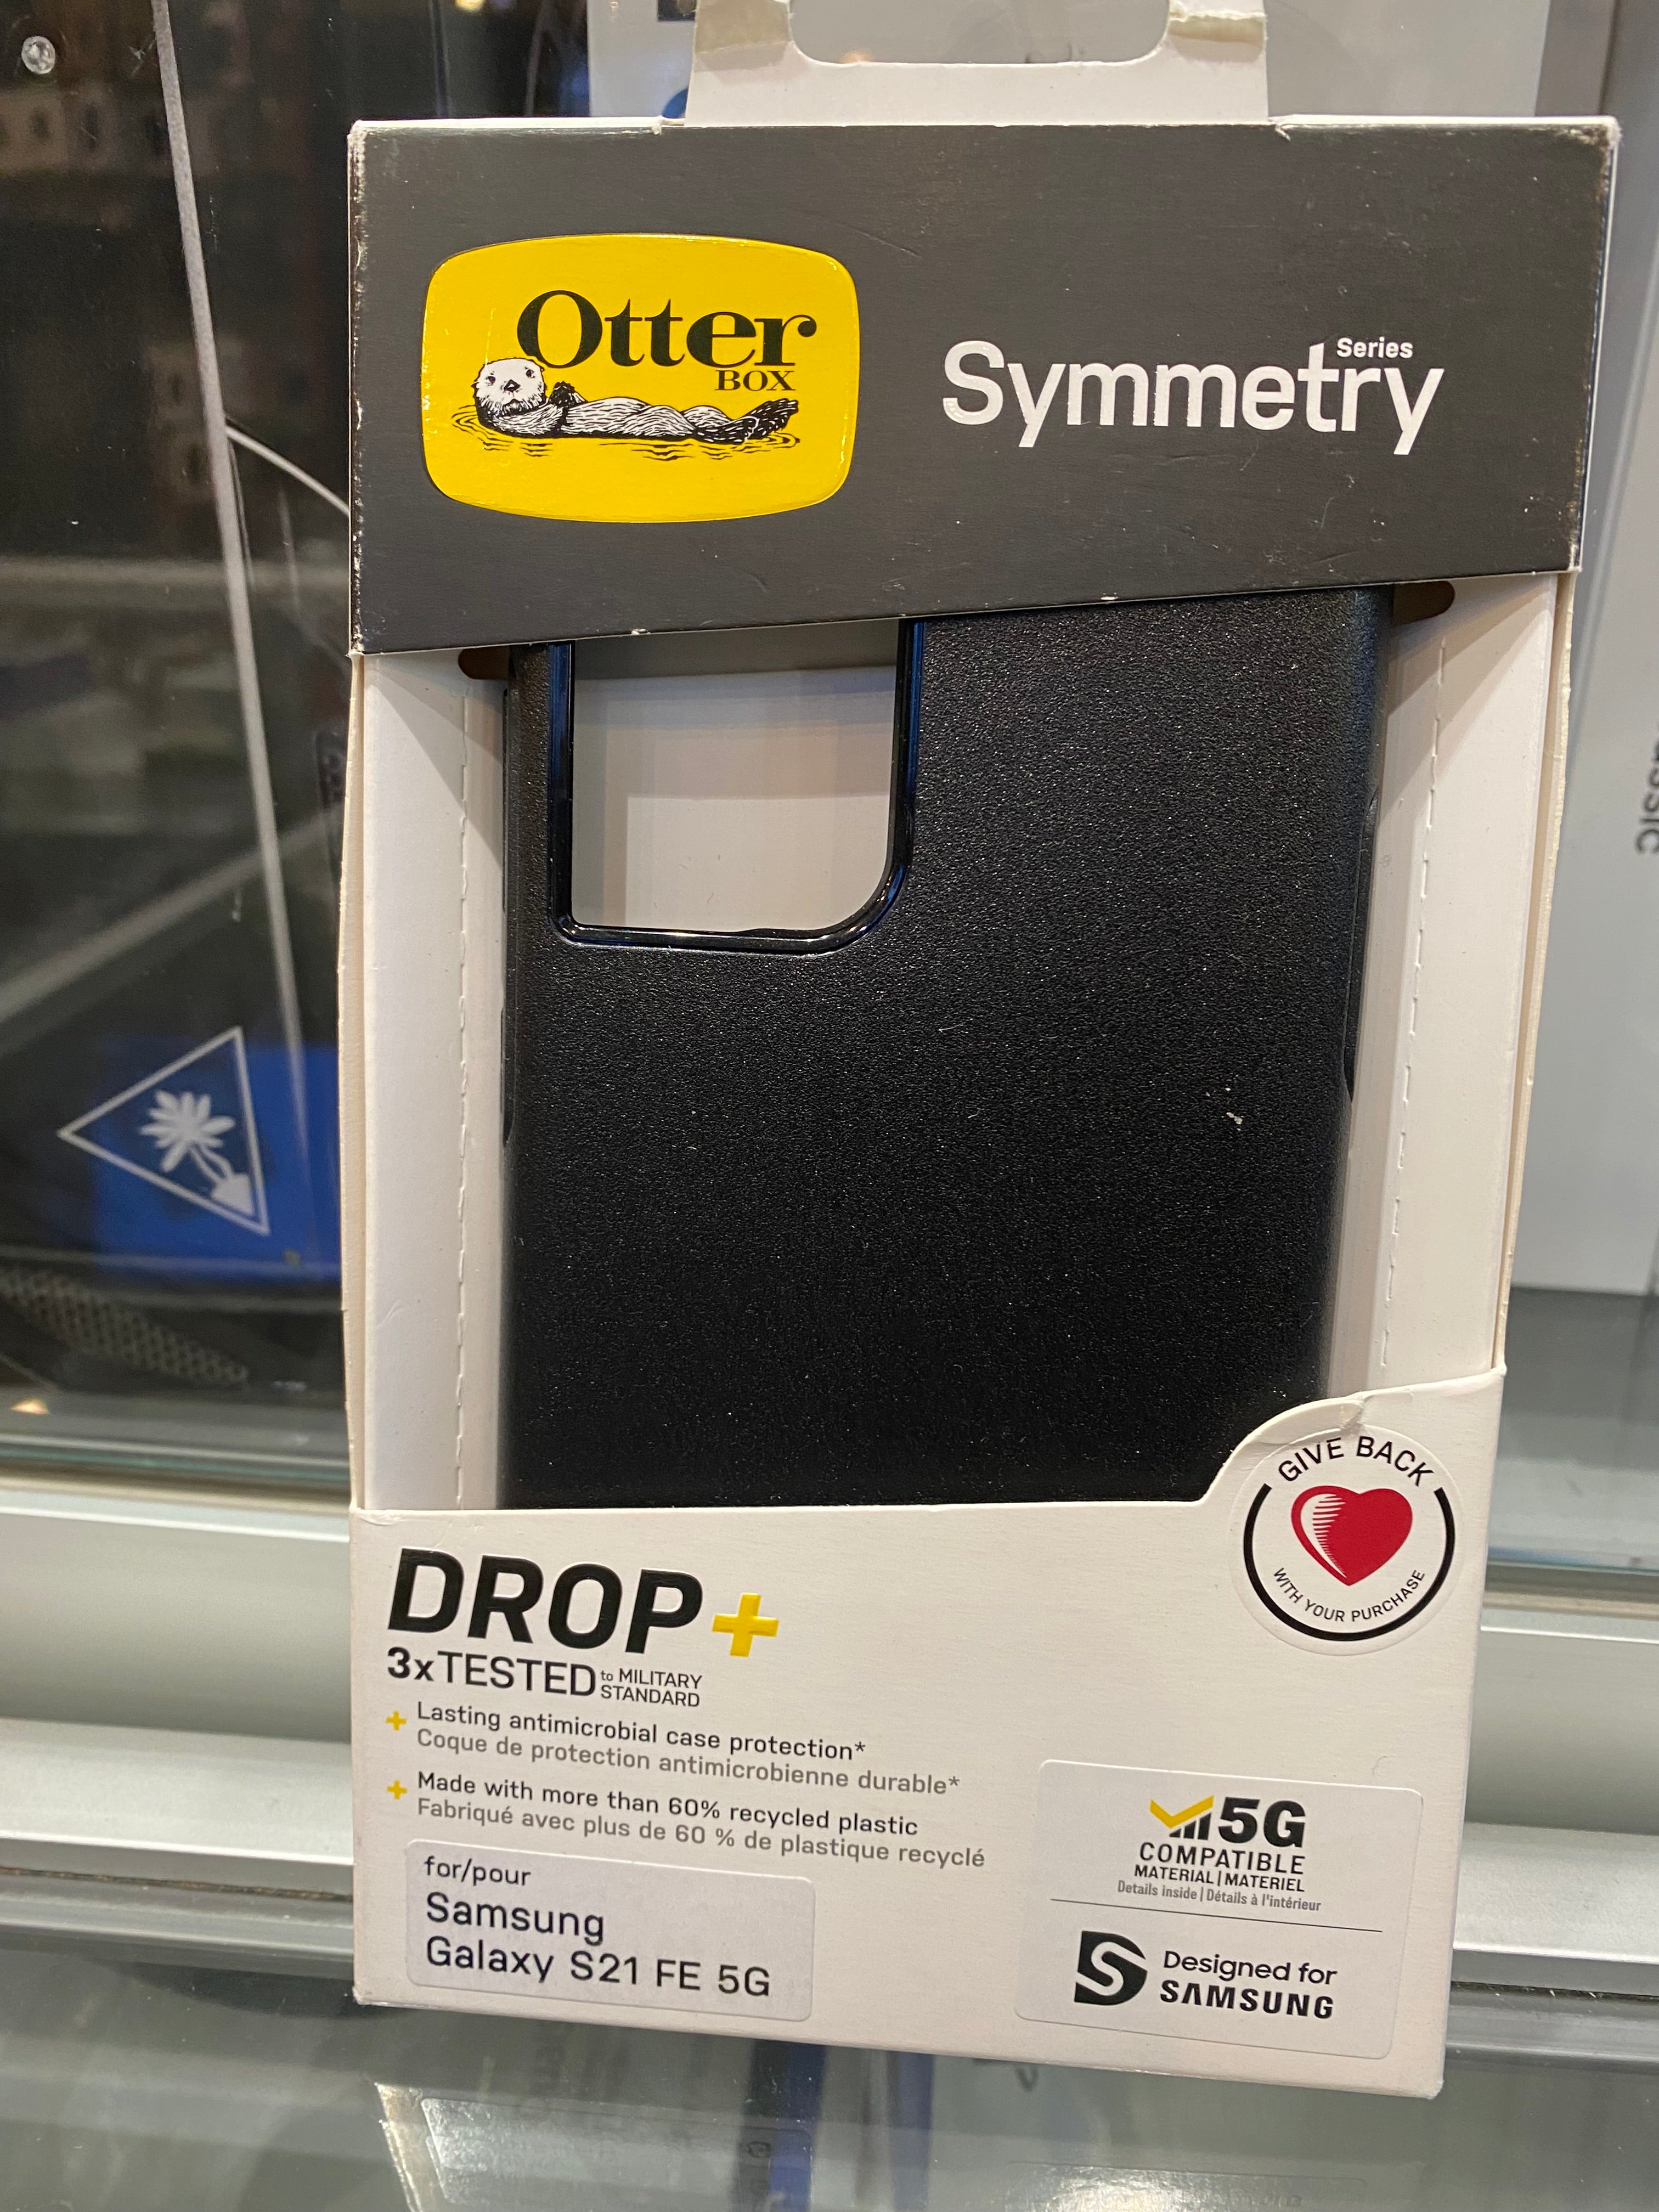 Otter
BOX
Symmetry Series
GIVE BACK
WITH YOUR PURCHASE
DROP+
3xTESTED to MILITARY
STANDARD
+ Lasting antimicrobial case protection*
Coque de protection antimicrobienne durable*
+ Made with more than 60% recycled plastic
Fabriqué avec plus de 60 % de plastique recyclé
for/pour
Samsung
Galaxy S21 FE 5G
5G
COMPATIBLE
MATERIAL | MATERIEL
Details inside | Détails à l'intérieur
Designed for
SAMSUNG